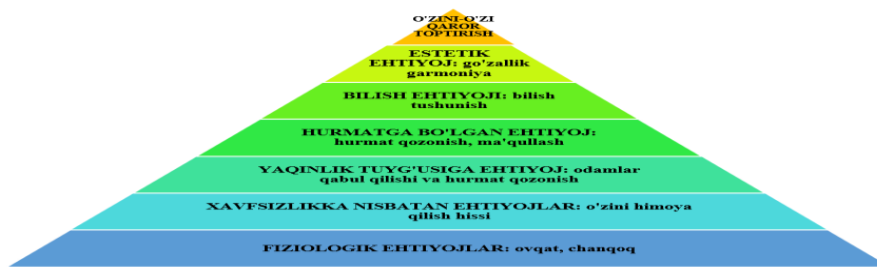 O'ZINI-O'ZI
QAROR
TOPTIRISH
ESTETIK
EHTIYOJ: go'zallik
garmoniya
BILISH EHTIYOJI: bilish
tushunish
HURMATGA BO'LGAN EHTIYOJ:
hurmat qozonish, ma'qullash
YAQINLIK TUYG'USIGA EHTIYOJ: odamlar
qabul qilishi va hurmat qozonish
XAVFSIZLIKKA NISBATAN EHTIYOJLAR: o'zini himoya
qilish hissi
FIZIOLOGIK EHTIYOJLAR: ovqat, chanqoq